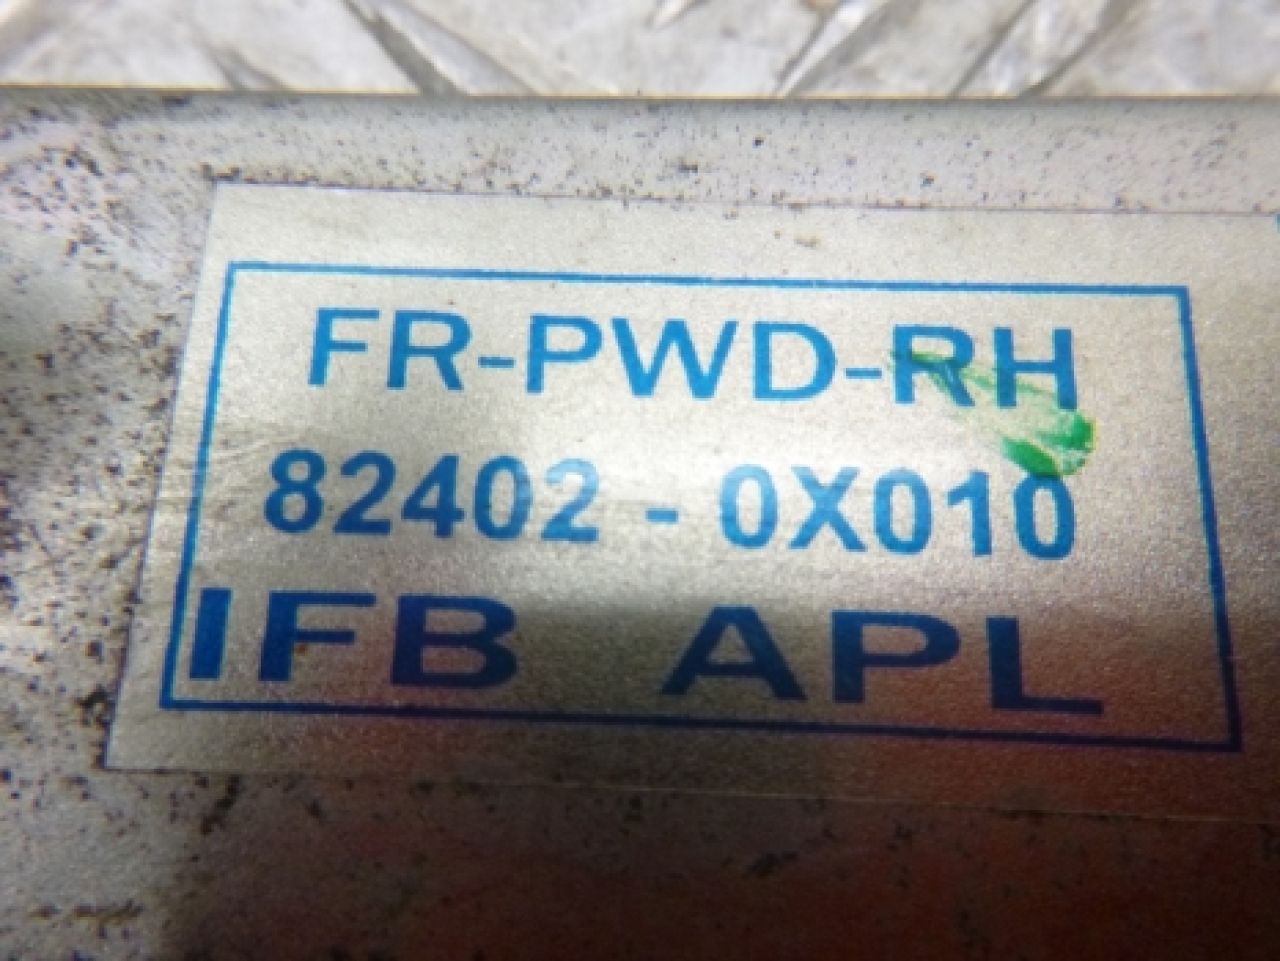 FR-PWD-RH
82402 - 0X010
IFB APL